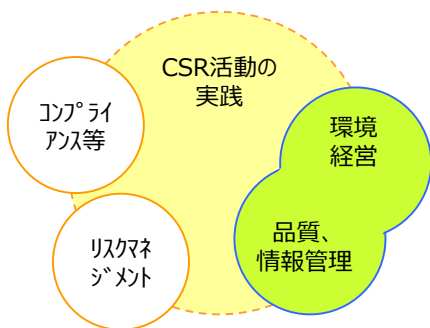 CSR活動の
実践
ｺﾝﾌﾟﾗｲ
ｱﾝｽ等
環境
経営
ﾘｽｸﾏﾈ
ｼﾞﾒﾝﾄ
品質、
情報管理